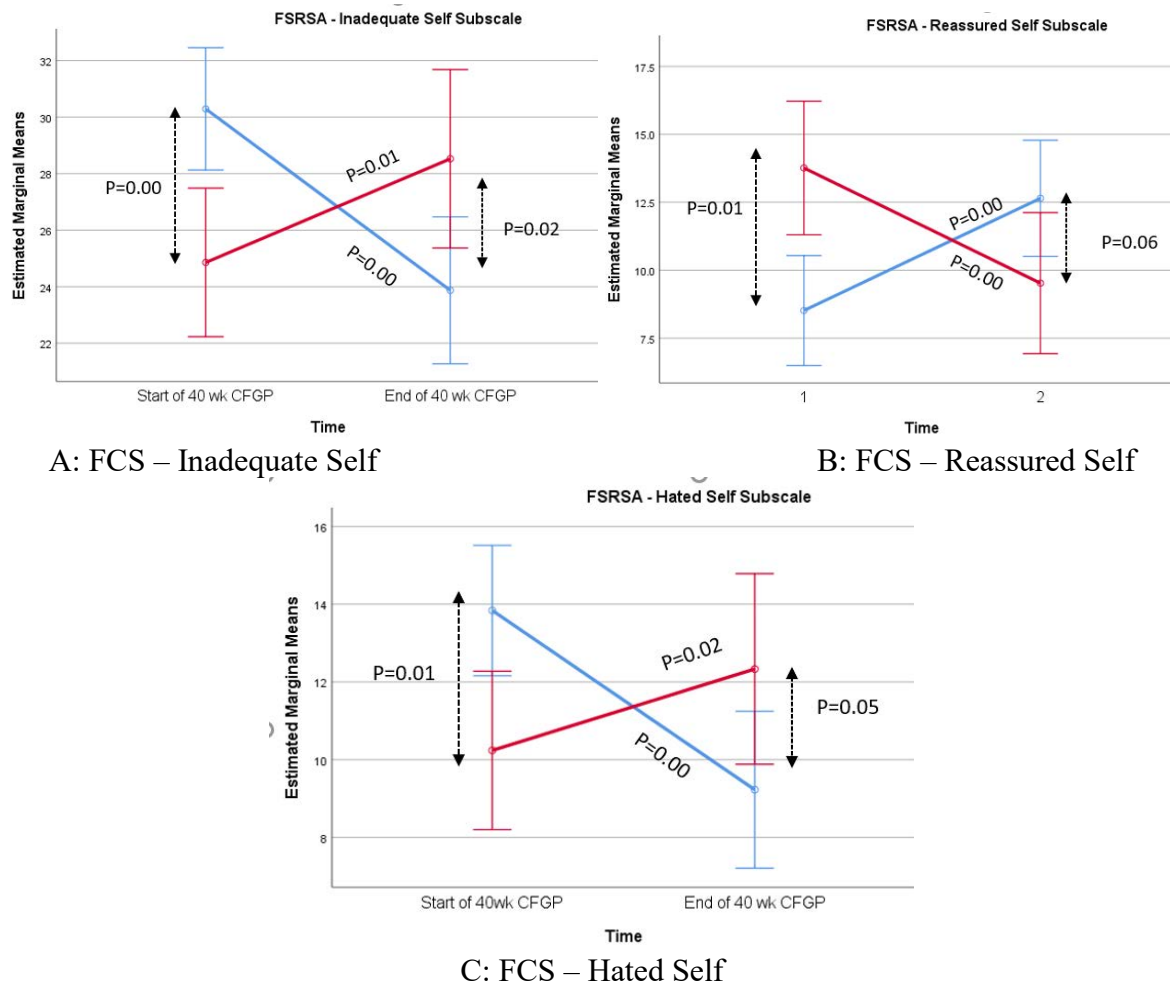 FSRSA - Inadequate Self Subscale
Estimated Marginal Means
32
30
28
26
24
22
P=0.00
P=0.01
P=0.00
P=0.02
Start of 40 wk CFGP
End of 40 wk CFGP
Time
A: FCS – Inadequate Self
FSRSA - Reassured Self Subscale
Estimated Marginal Means
17.5
15.0
12.5
10.0
7.5
P=0.01
P=0.00
P=0.00
P=0.06
1
2
Time
B: FCS – Reassured Self
FSRSA - Hated Self Subscale
Estimated Marginal Means
16
14
12
10
8
P=0.01
P=0.02
P=0.00
P=0.05
Start of 40wk CFGP
End of 40 wk CFGP
Time
C: FCS – Hated Self